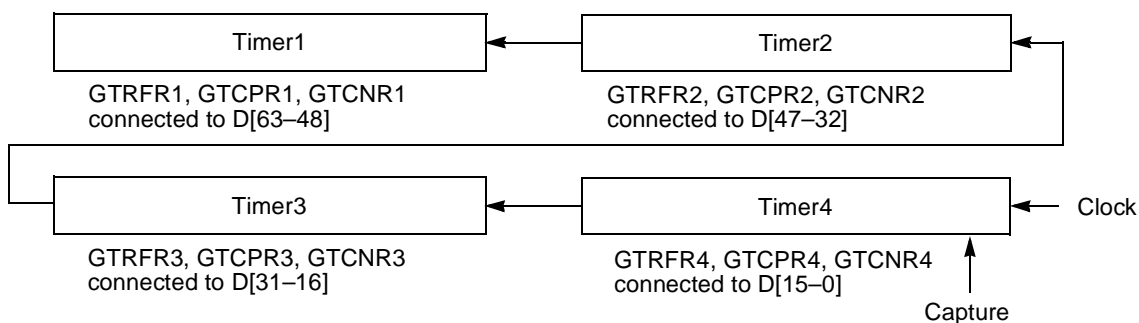 Timer1
Timer2
GTRFR1, GTCPR1, GTCNR1
connected to D[63–48]
GTRFR2, GTCPR2, GTCNR2
connected to D[47–32]
Timer3
Timer4
Clock
GTRFR3, GTCPR3, GTCNR3
connected to D[31–16]
GTRFR4, GTCPR4, GTCNR4
connected to D[15–0]
Capture